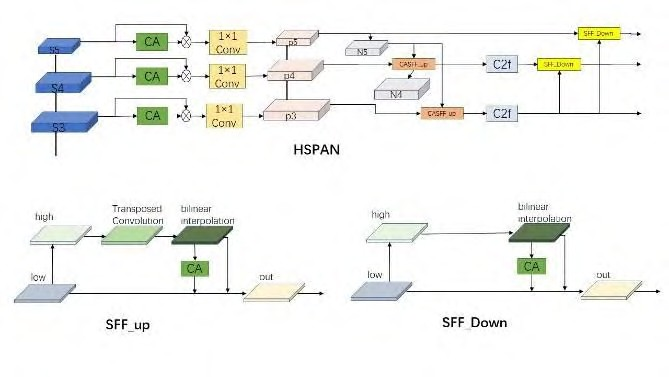 S5
CA
1×1
Conv
p5
N5
SFF_Down
S4
CA
1×1
Conv
p4
CASFF_up
C2f
SFF_Down
N4
S3
CA
1×1
Conv
p3
CASFF_up
C2f
HSPAN
high
Transposed
Convolution
bilinear
interpolation
CA
low
out
SFF_up
high
bilinear
interpolation
CA
low
out
SFF_Down